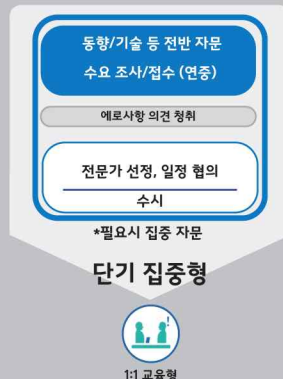 동향/기술 등 전반 자문
수요 조사/접수 (연중)
에로사항 의견 청취
전문가 선정, 일정 협의
수시
*필요시 집중 자문
단기 집중형
1:1 교육형